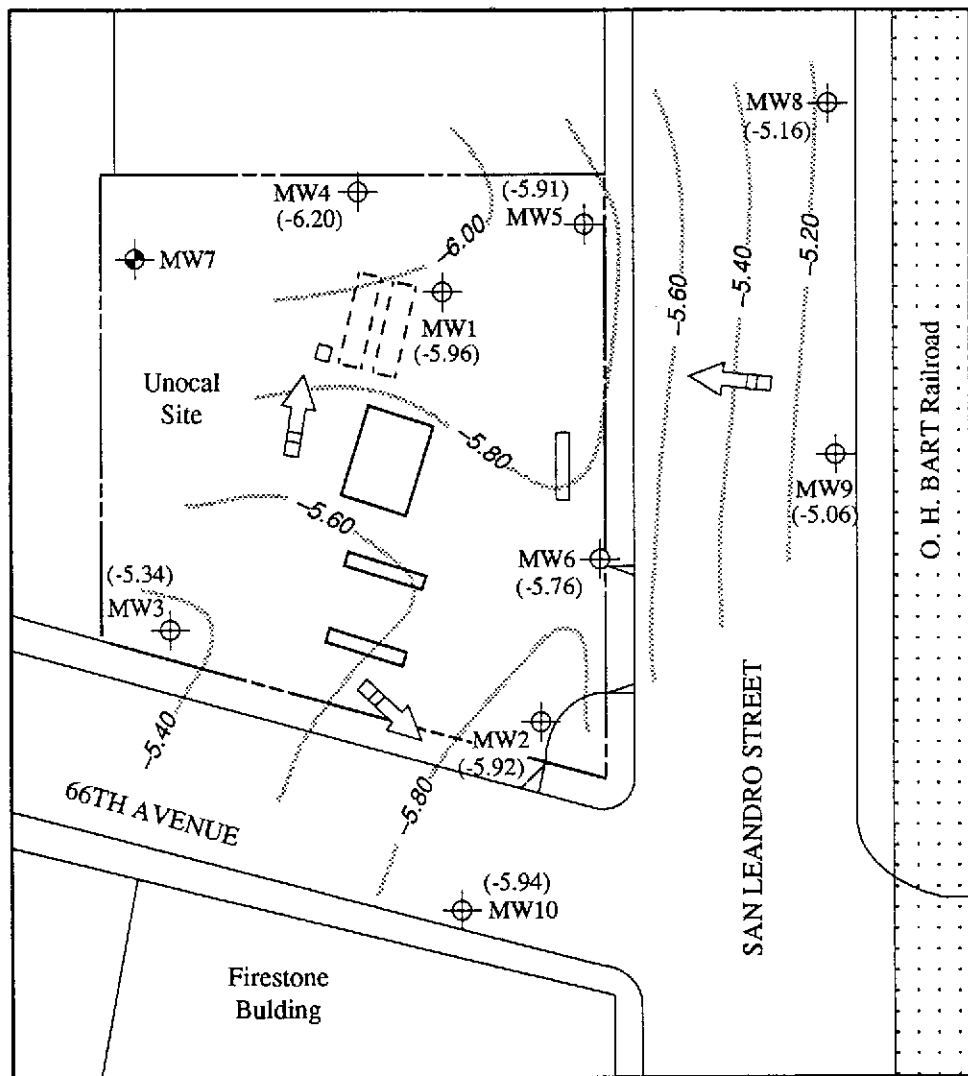 MW8
(-5.16)
MW4
(-6.20)
(-5.91)
MW5
-6.00
-5.20
-5.40
-5.60
MW7
MW1
(-5.96)
Unocal
Site
O. H. BART Railroad
-5.80
MW9
(-5.06)
-5.60
MW6
(-5.76)
(-5.34)
MW3
-5.40
MW2
(-5.92)
-5.80
66TH AVENUE
SAN LEANDRO STREET
(-5.94)
MW10
Firestone
Bulding